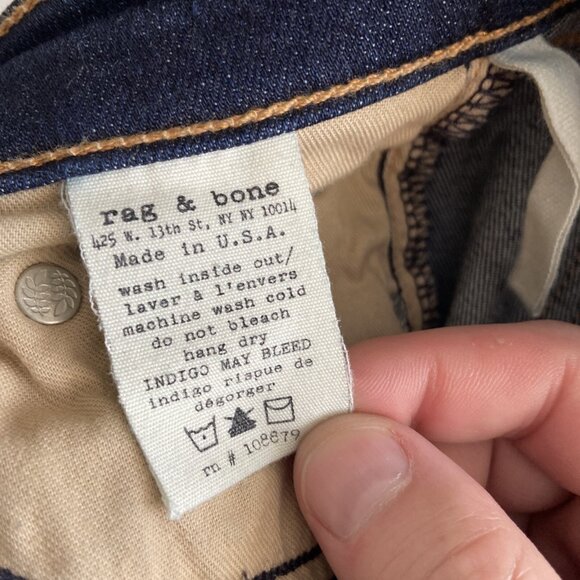 rag & bone
425 W. 13th St, NY NY 10014
Made in U.S.A.
wash inside out/
laver à l'envers
machine wash cold
do not bleach
hang dry
INDIGO MAY BLEED
indigo risque de
dégorger
rn # 108679